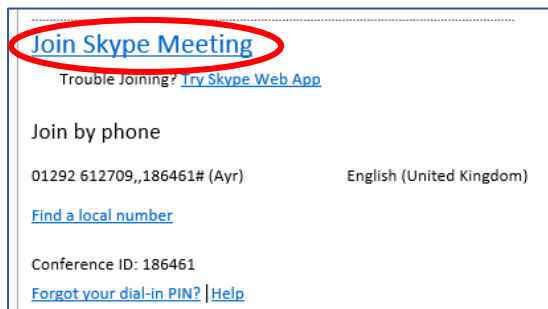 Join Skype Meeting
Trouble Joining? Try Skype Web App
Join by phone
01292 612709,,186461# (Ayr) English (United Kingdom)
Find a local number
Conference ID: 186461
Forgot your dial-in PIN? | Help